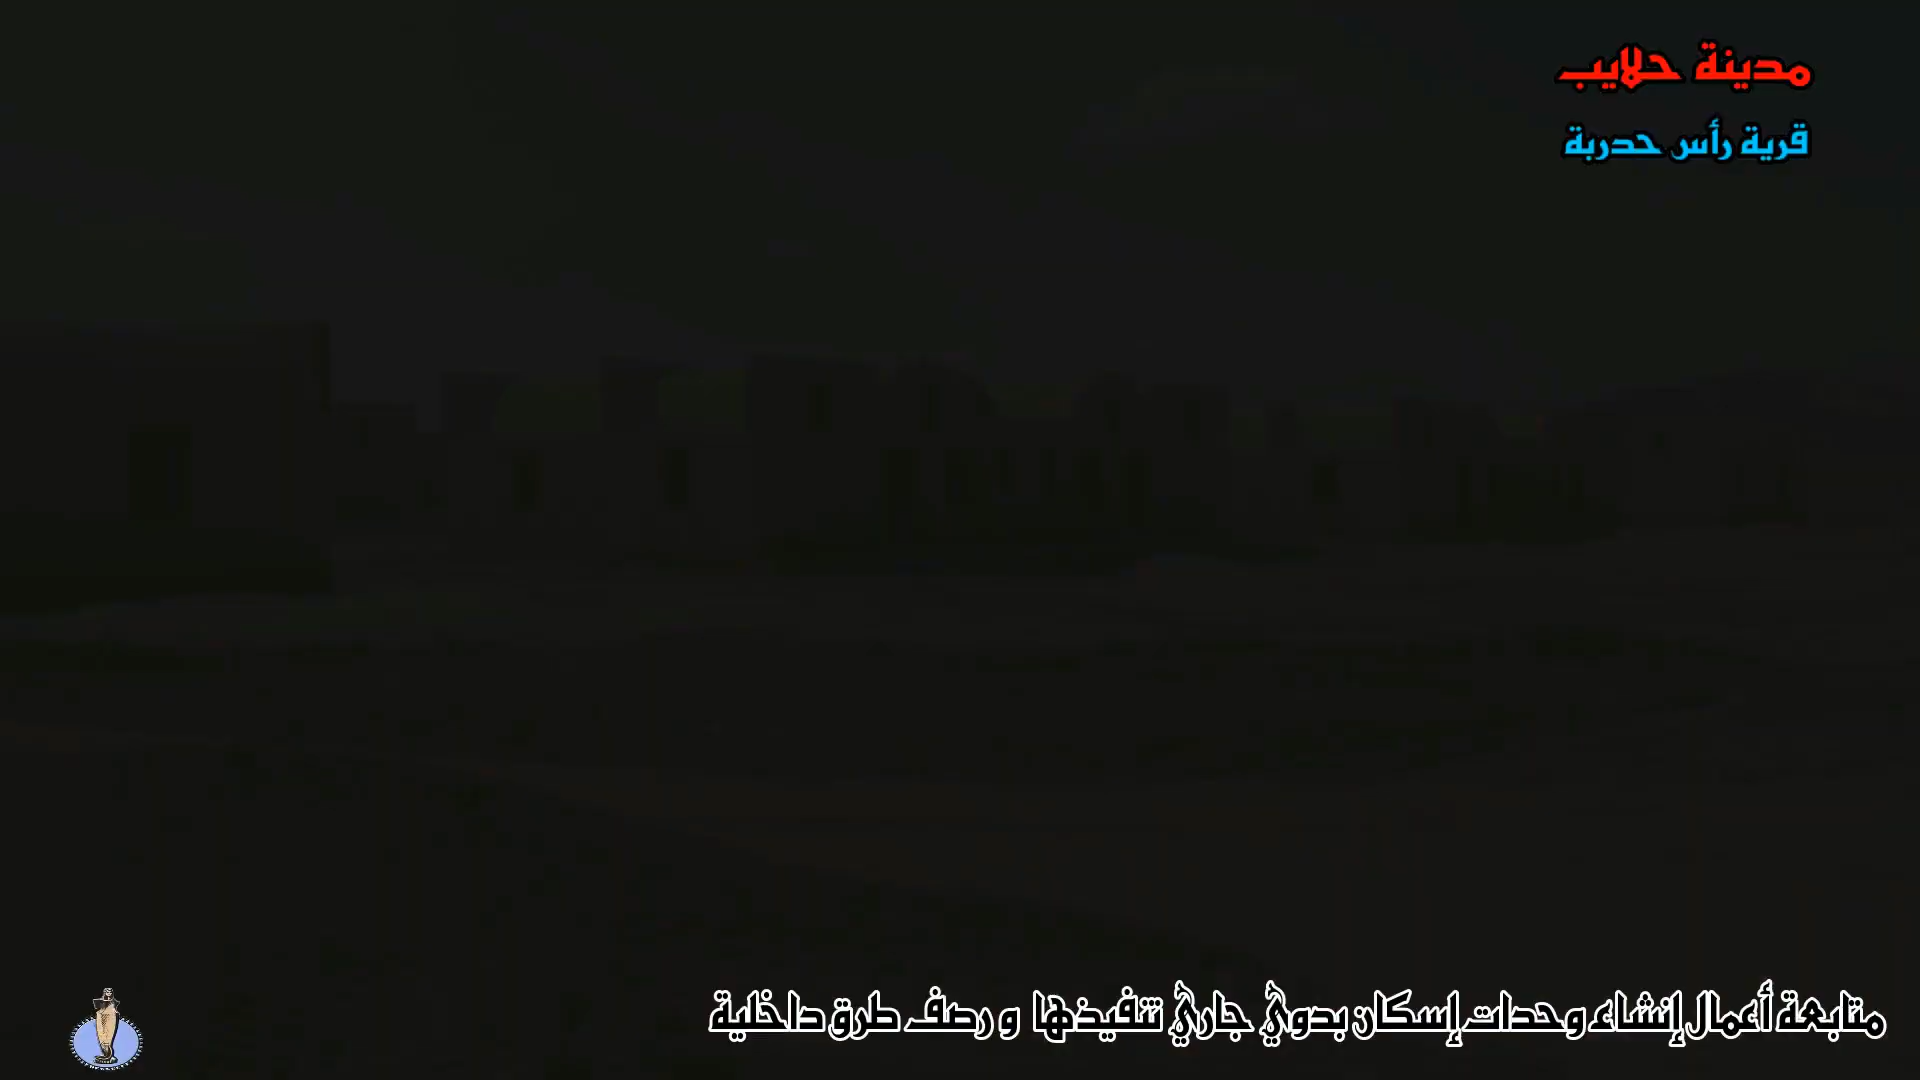 مدينة حلايب
قرية رأس حدربة
متابعة أعمال إنشاء وحدات إسكان بدوي جاري تنفيذها و رصف طرق داخلية